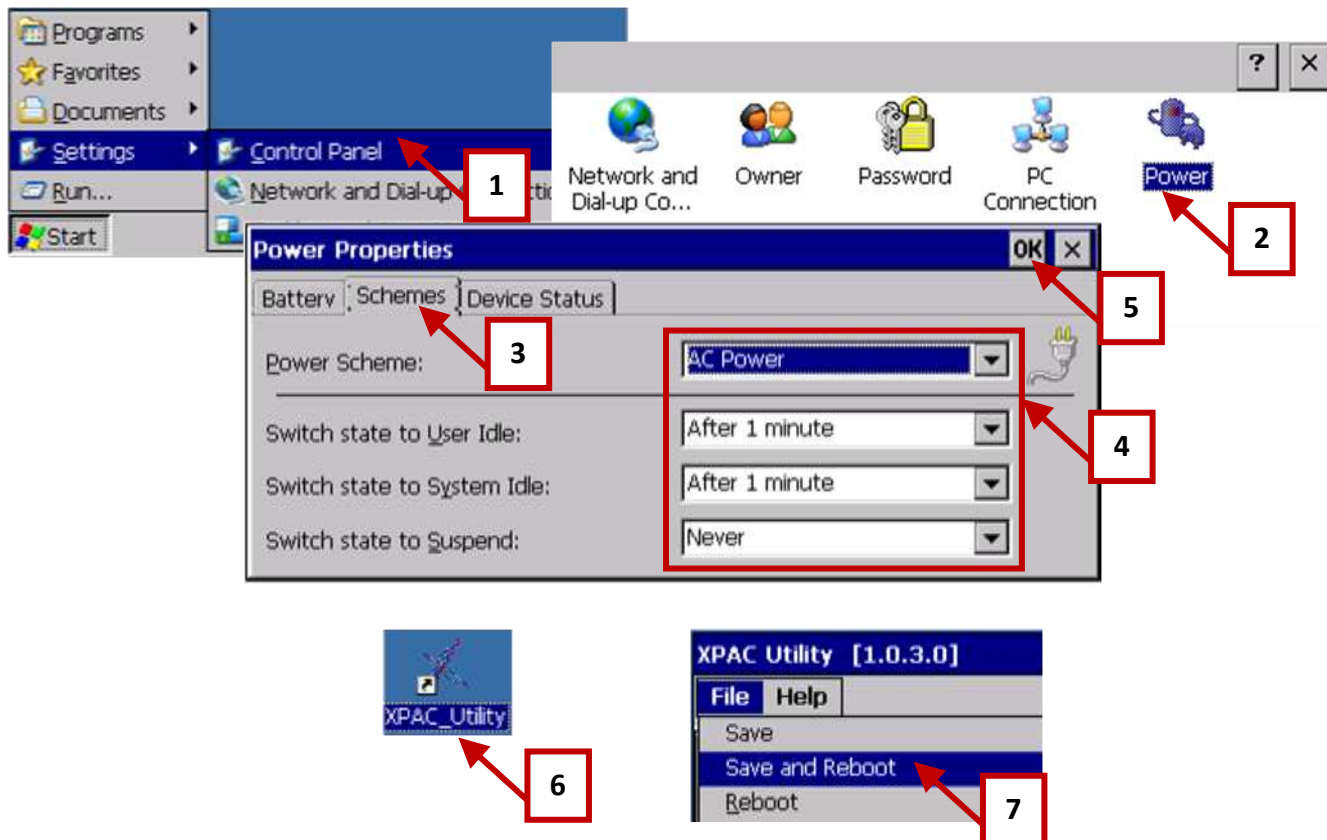 Programs
Favorites
Documents
Settings
Run...
Start
Control Panel
Network and Dial-up
1
? ×
Network and
Dial-up Co...
Owner
Password
PC
Connection
Power
2
Power Properties
OK ×
Battery
Schemes
Device Status
5
3
Power Scheme:
AC Power
Switch state to User Idle:
After 1 minute
4
Switch state to System Idle:
After 1 minute
Switch state to Suspend:
Never
XPAC_Utility
6
XPAC Utility [1.0.3.0]
File Help
Save
Save and Reboot
Reboot
7